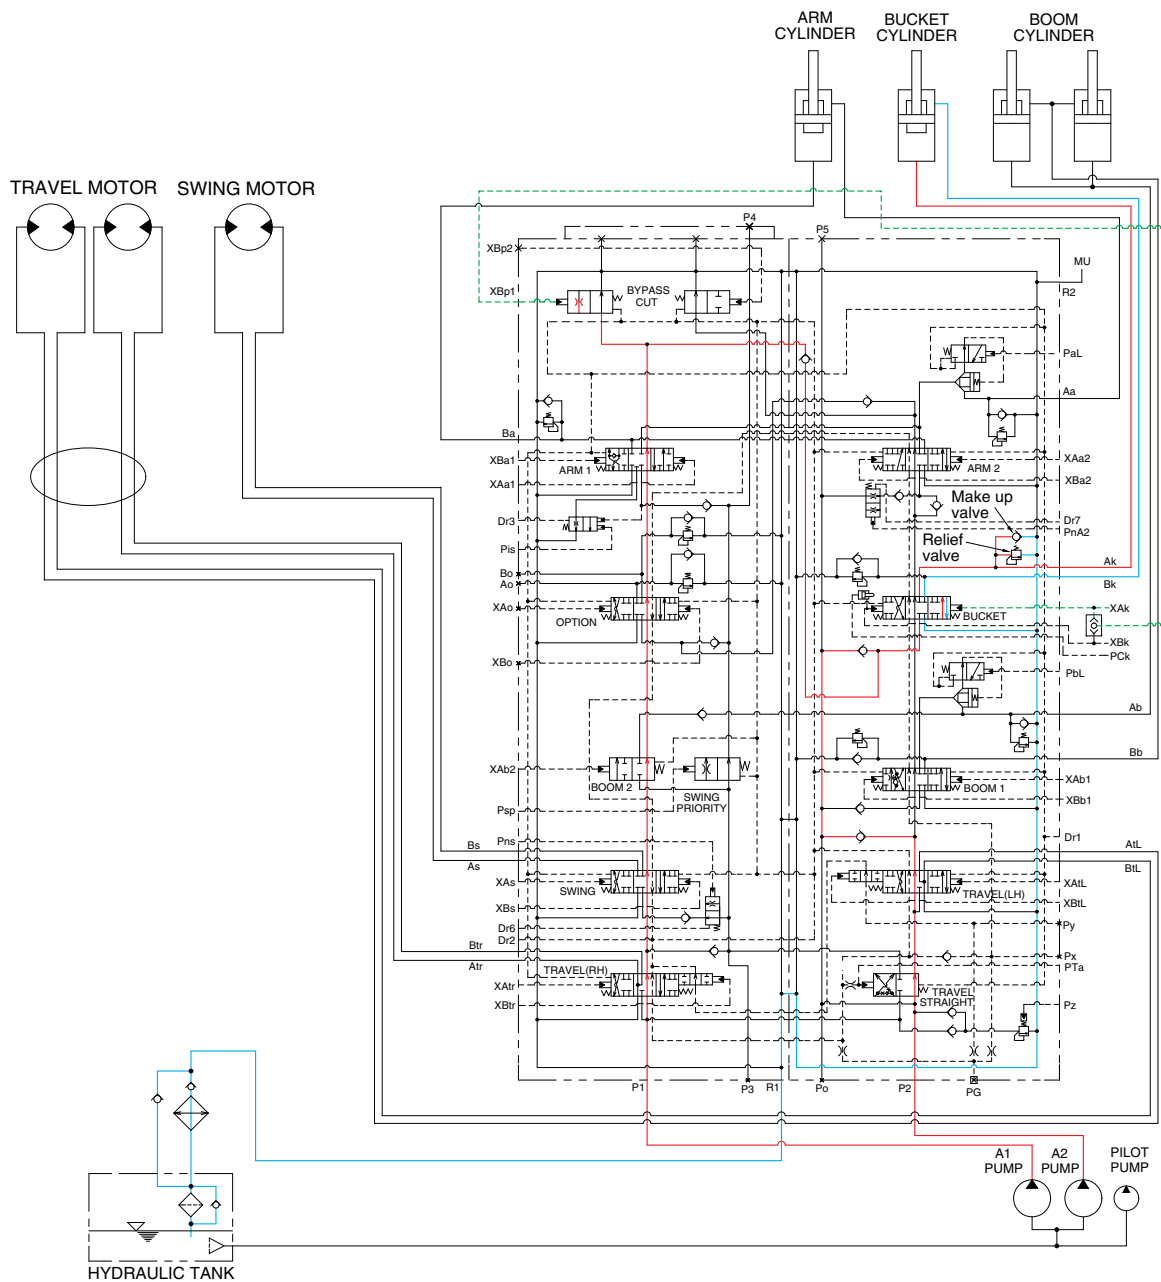 ARM
CYLINDER
BUCKET
CYLINDER
BOOM
CYLINDER
TRAVEL MOTOR
SWING MOTOR
P4
P5
XBp2
MU
R2
XBp1
BYPASS
CUT
PaL
Aa
Ba
XBa1
ARM 1
XAa1
XAa2
ARM 2
XBa2
Make up
valve
Dr3
Dr7
PnA2
Relief
valve
Pis
Ak
Bo
Ao
Bk
XAo
OPTION
BUCKET
XAk
XBk
PCk
XBo
PbL
Ab
Bb
XAb2
BOOM 2
SWING
PRIORITY
XAb1
BOOM 1
XBb1
Psp
Pns
Dr1
Bs
As
AtL
BtL
XAs
SWING
XAtL
TRAVEL(LH)
XBtL
XBs
Dr6
Dr2
Py
Btr
Atr
Px
PTa
TRAVEL(RH)
XAtr
XBtr
TRAVEL
STRAIGHT
Pz
P1
P3
R1
Po
P2
PG
A1
PUMP
A2
PUMP
PILOT
PUMP
HYDRAULIC TANK